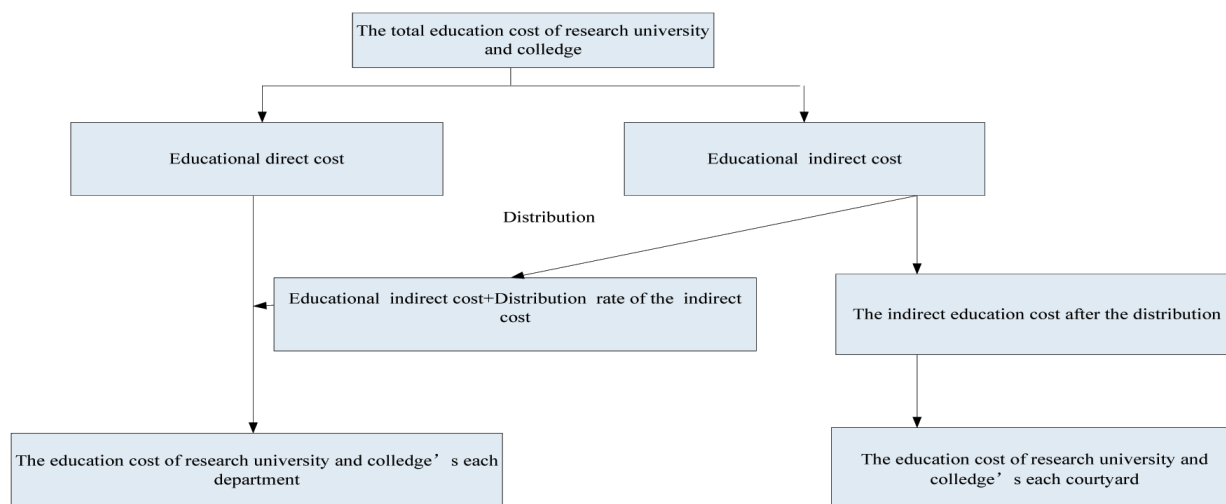 The total education cost of research university
and colledge
Educational direct cost
Educational indirect cost
Distribution
Educational indirect cost+Distribution rate of the indirect
cost
The indirect education cost after the distribution
The education cost of research university and colledge’s each
department
The education cost of research university and
colledge’s each courtyard